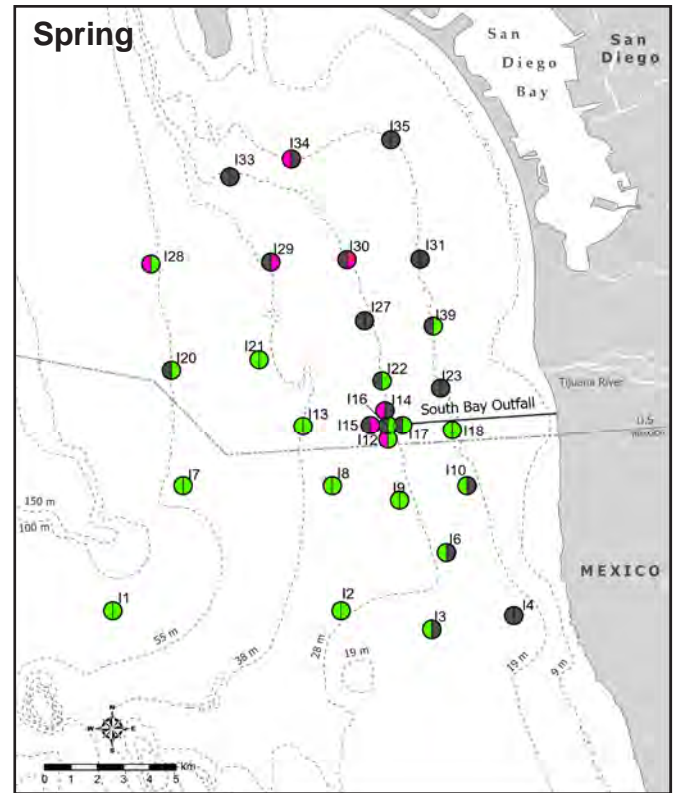 Spring
San
Diego
Bay
San
Diego
I35
I34
I33
I28
I29
I30
I31
I27
I39
I21
I20
I22
I23
Tijuana River
I16
I14
South Bay Outfall
I13
I15
I17
I18
U.S
MEXICO
I12
I7
I8
I10
I9
150 m
100 m
I6
MEXICO
I1
I2
I4
I3
55 m
38 m
28 m
19 m
19 m
9 m
N
W
E
S
km
0 1 2 3 4 5